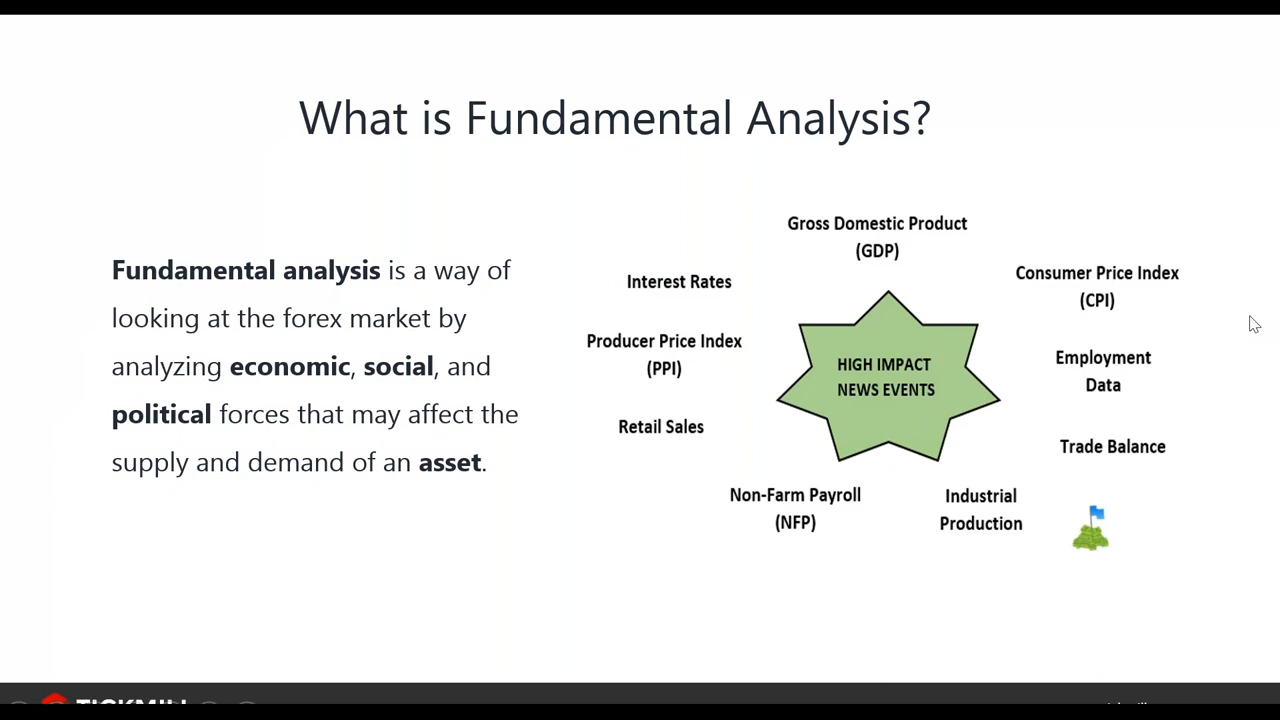 What is Fundamental Analysis?
Fundamental analysis is a way of
looking at the forex market by
analyzing economic, social, and
political forces that may affect the
supply and demand of an asset.
Gross Domestic Product
(GDP)
Interest Rates
Consumer Price Index
(CPI)
Producer Price Index
(PPI)
HIGH IMPACT
NEWS EVENTS
Employment
Data
Retail Sales
Trade Balance
Non-Farm Payroll
(NFP)
Industrial
Production
TICKMILL